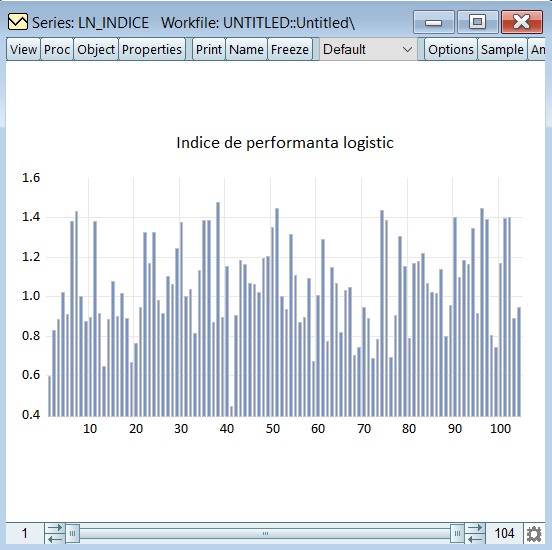 Series: LN_INDICE Workfile: UNTITLED::Untitled\
View Proc Object Properties Print Name Freeze Default Options Sample
Indice de performanta logistic
1.6
1.4
1.2
1.0
0.8
0.6
0.4
10 20 30 40 50 60 70 80 90 100
1 104